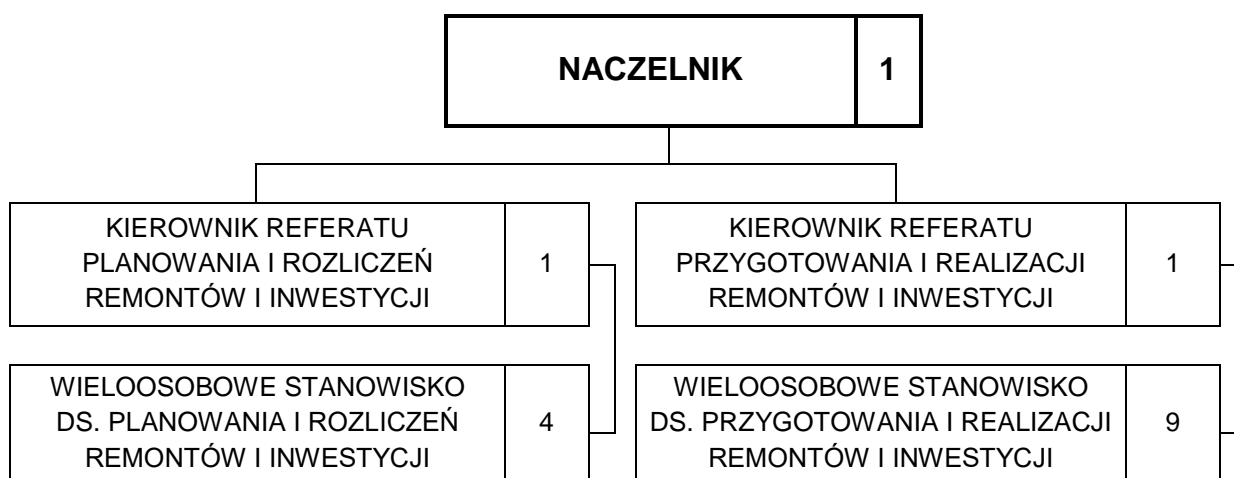 NACZELNIK 1
KIEROWNIK REFERATU
PLANOWANIA I ROZLICZEŃ
REMONTÓW I INWESTYCJI
1
KIEROWNIK REFERATU
PRZYGOTOWANIA I REALIZACJI
REMONTÓW I INWESTYCJI
1
WIELOOSOBOWE STANOWISKO
DS. PLANOWANIA I ROZLICZEŃ
REMONTÓW I INWESTYCJI
4
WIELOOSOBOWE STANOWISKO
DS. PRZYGOTOWANIA I REALIZACJI
REMONTÓW I INWESTYCJI
9